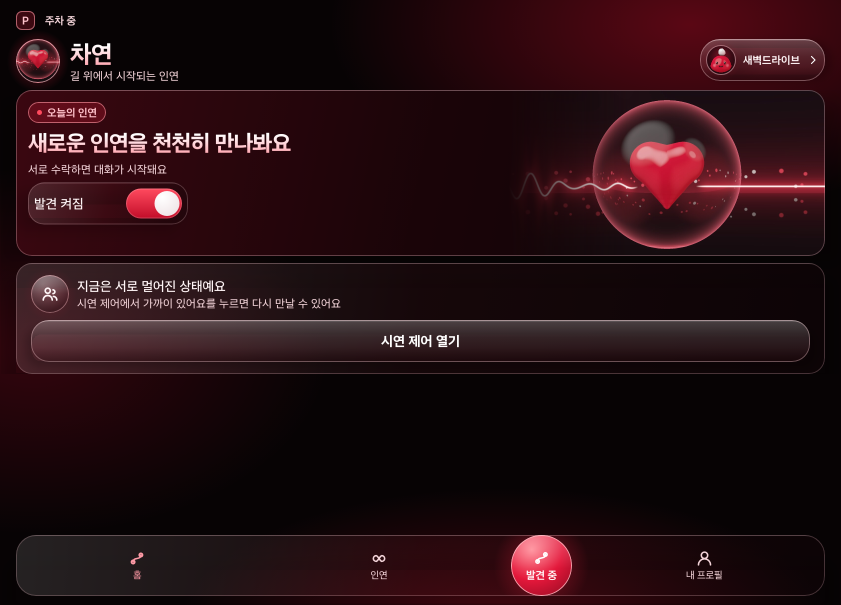 P 주차 중
차연
길 위에서 시작되는 인연
새벽드라이브
오늘의 인연
새로운 인연을 천천히 만나봐요
서로 수락하면 대화가 시작돼요
발견 켜짐
지금은 서로 멀어진 상태예요
시연 제어에서 가까이 있어요를 누르면 다시 만날 수 있어요
시연 제어 열기
홈
인연
발견 중
내 프로필